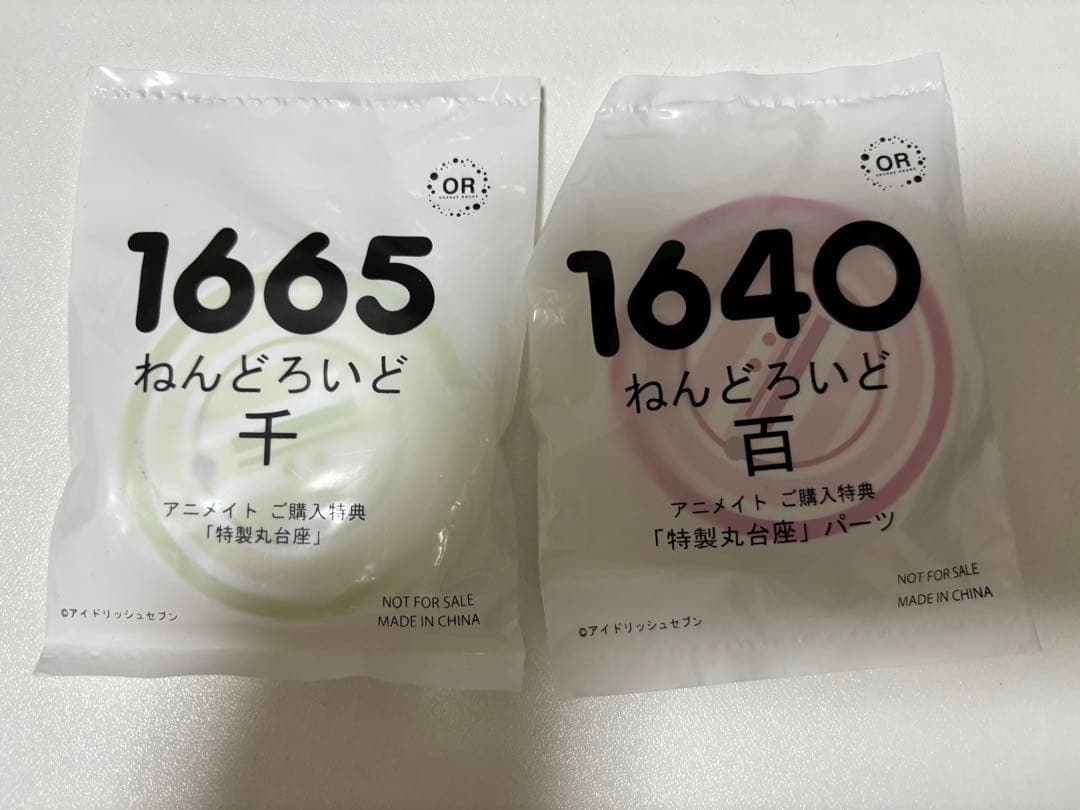 OR
ORANGE ROUGE
1665
ねんどろいど
千
アニメイト ご購入特典
「特製丸台座」
©アイドリッシュセブン
NOT FOR SALE
MADE IN CHINA
OR
ORANGE ROUGE
1640
ねんどろいど
百
アニメイト ご購入特典
「特製丸台座」パーツ
NOT FOR SALE
MADE IN CHINA
©アイドリッシュセブン